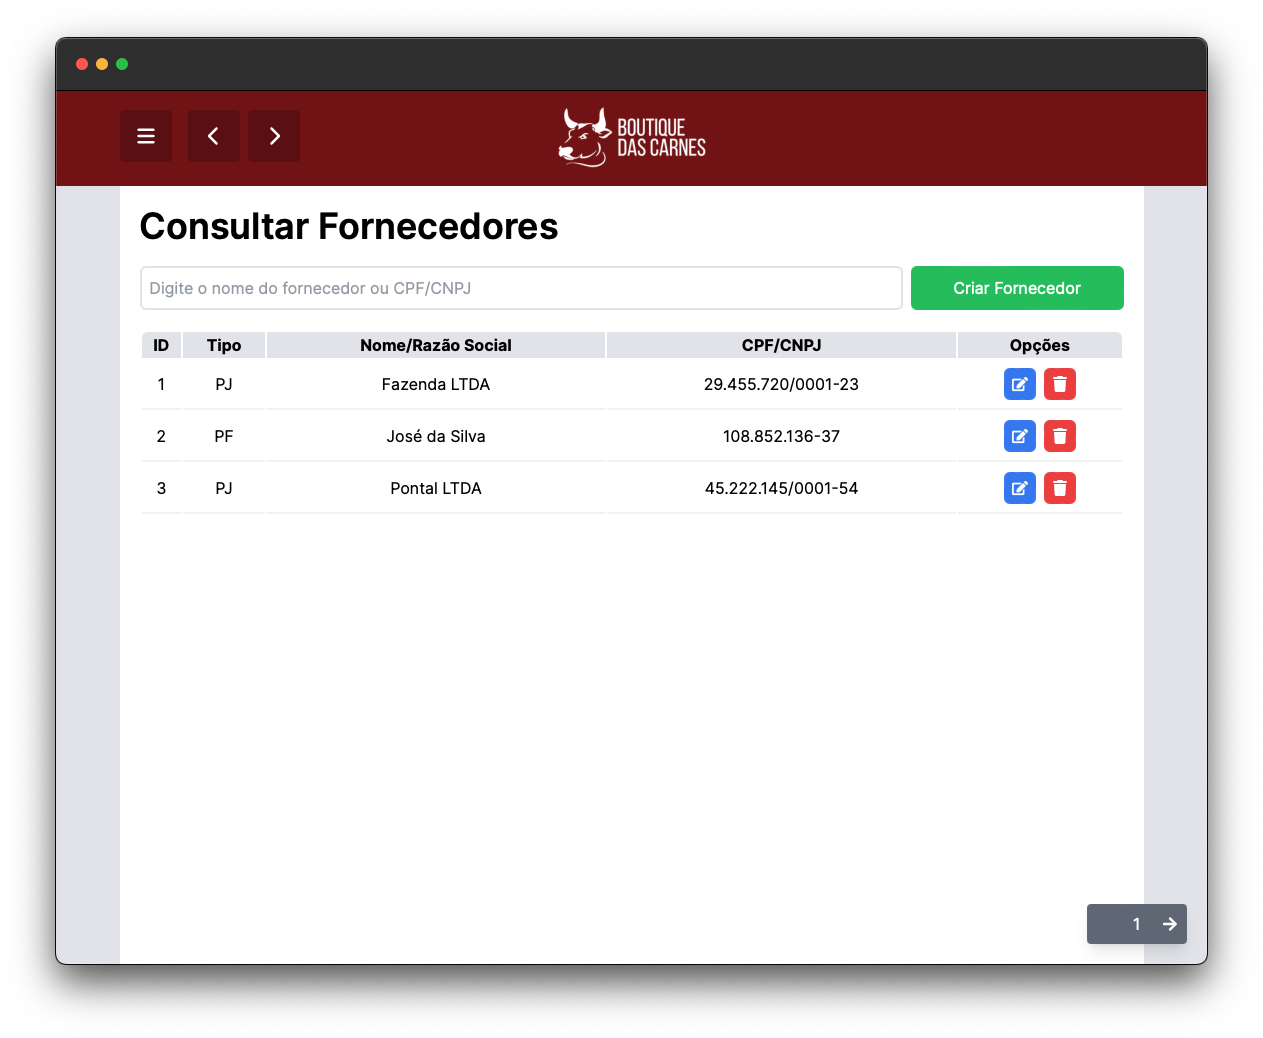 BOUTIQUE
DAS CARNES
Consultar Fornecedores
Digite o nome do fornecedor ou CPF/CNPJ
Criar Fornecedor
ID Tipo Nome/Razão Social CPF/CNPJ Opções
1 PJ Fazenda LTDA 29.455.720/0001-23
2 PF José da Silva 108.852.136-37
3 PJ Pontal LTDA 45.222.145/0001-54
1